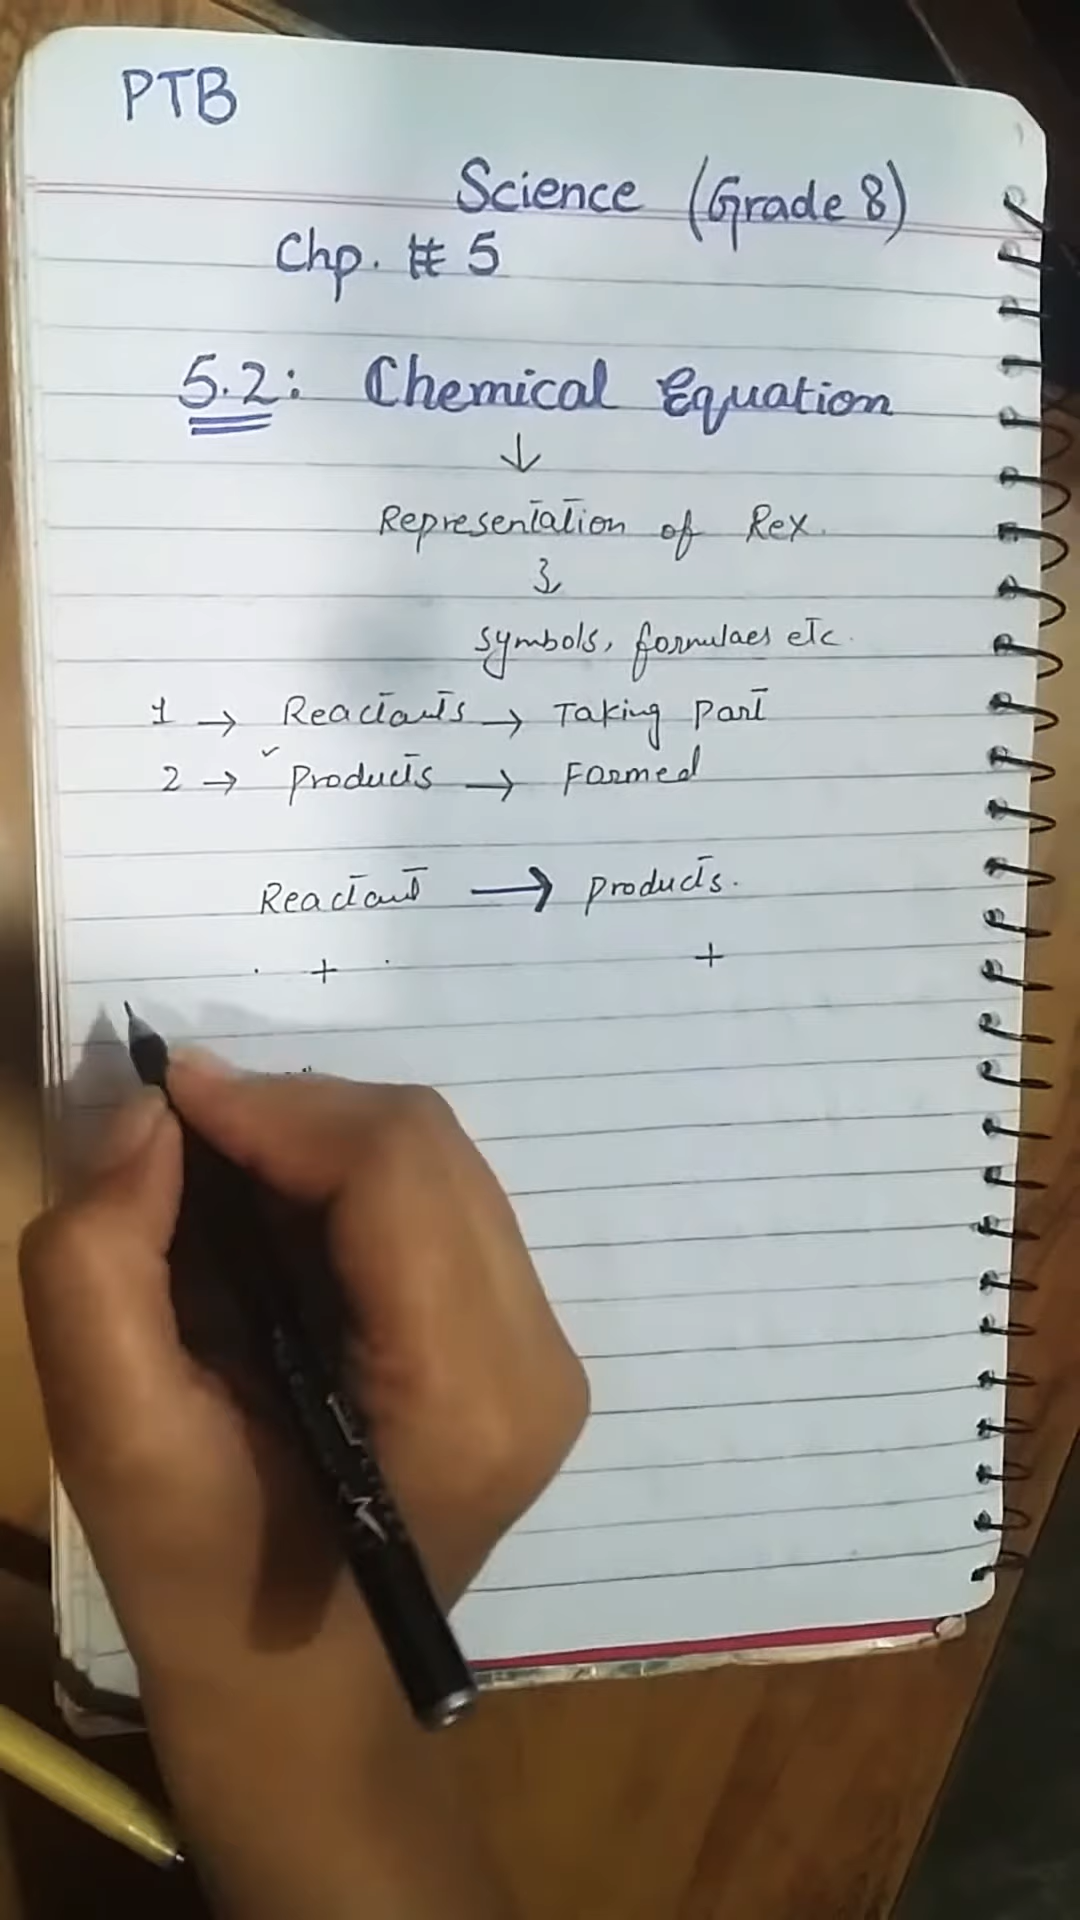 PTB
Science (Grade 8)
Chp. # 5
5.2: Chemical Equation
↓
Representation of Rex.
↓
symbols, formulaes etc.
1 → Reactants → Taking Part
2 → Products → Formed
Reactant → products.
+ +